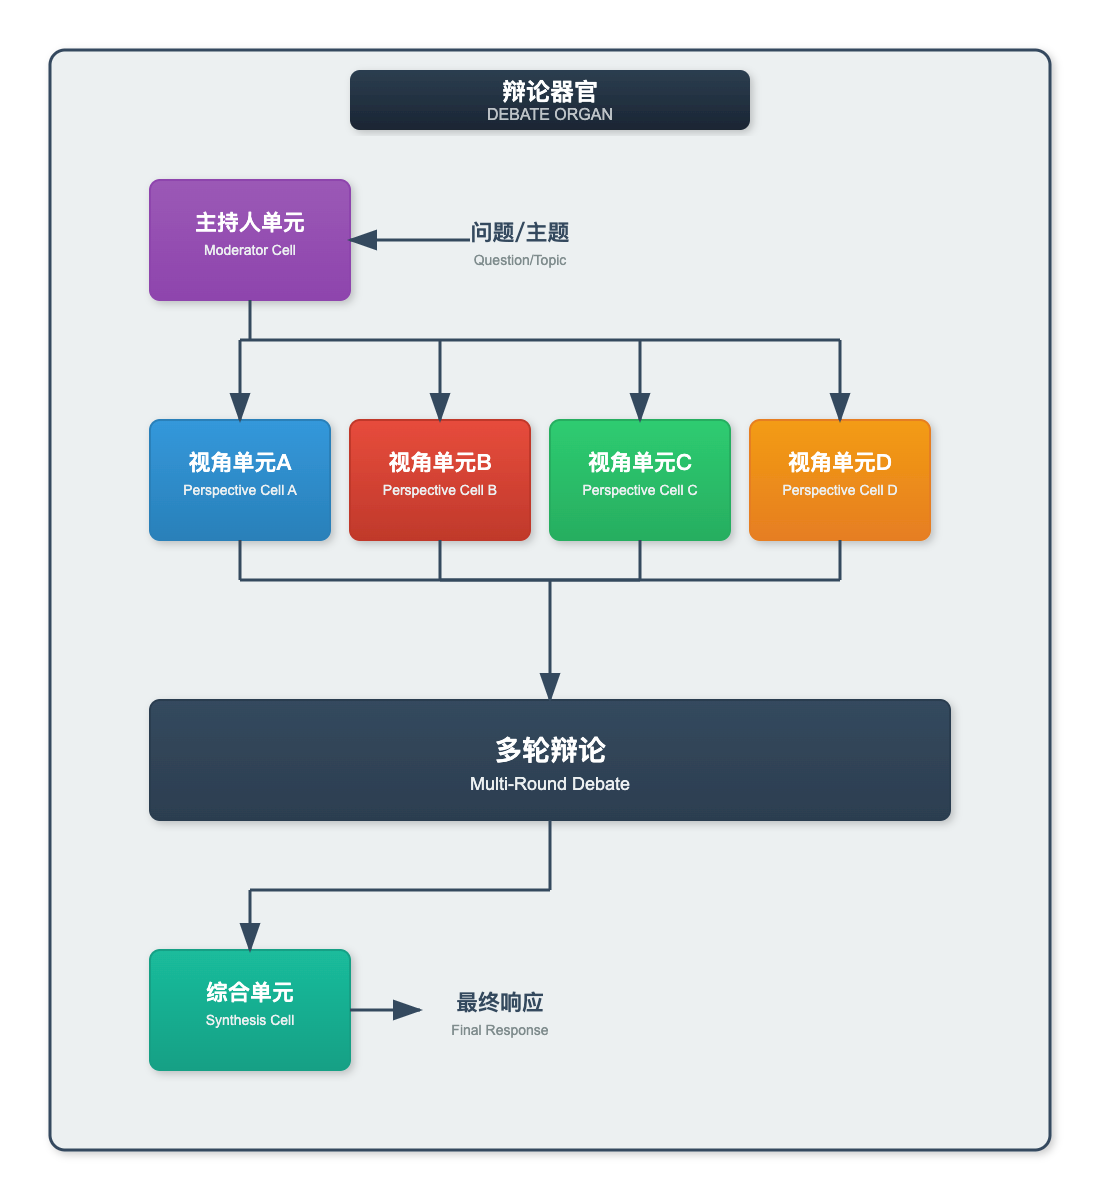 辩论器官
DEBATE ORGAN
主持人单元
Moderator Cell
问题/主题
Question/Topic
视角单元A
Perspective Cell A
视角单元B
Perspective Cell B
视角单元C
Perspective Cell C
视角单元D
Perspective Cell D
多轮辩论
Multi-Round Debate
综合单元
Synthesis Cell
最终响应
Final Response